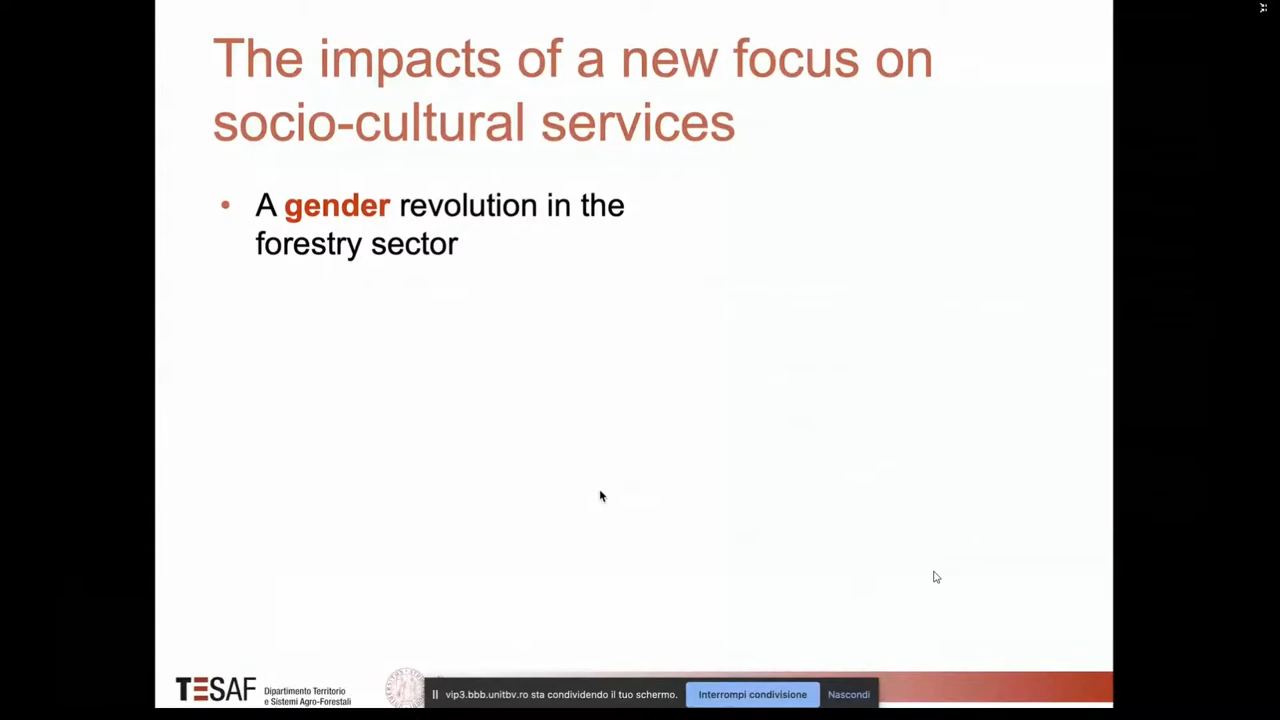 The impacts of a new focus on
socio-cultural services
• A gender revolution in the
forestry sector
TESAF
Dipartimento Territorio
e Sistemi Agro-Forestali
vip3.bbb.unitbv.ro sta condividendo il tuo schermo.
Interrompi condivisione
Nascondi